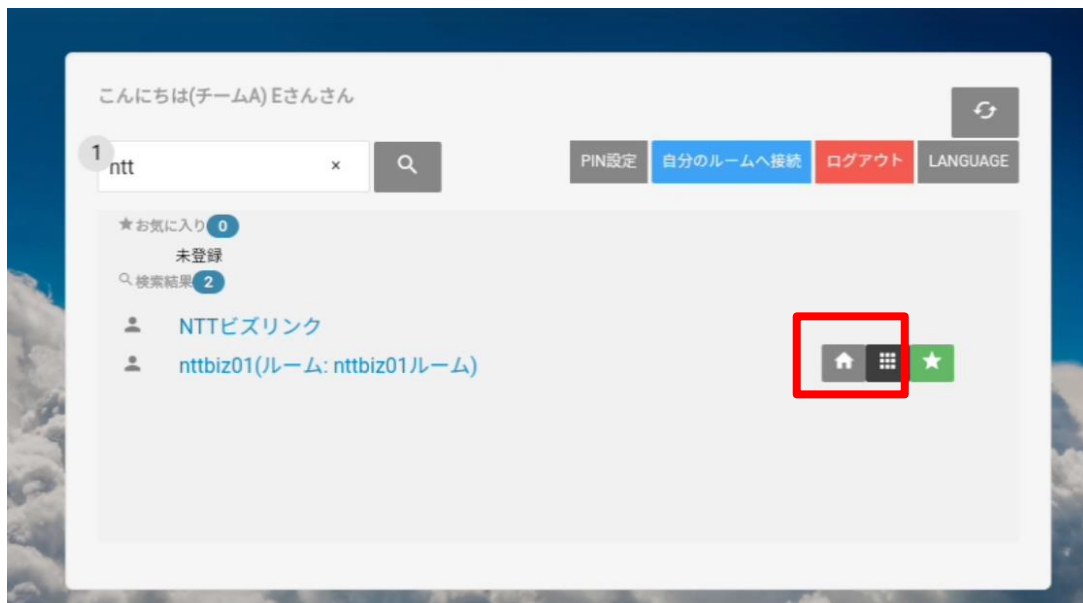 こんにちは(チームA) Eさんさん
1
ntt ×
PIN設定 自分のルームへ接続 ログアウト LANGUAGE
★お気に入り 0
未登録
検索結果 2
NTTビズリンク
nttbiz01(ルーム: nttbiz01ルーム)